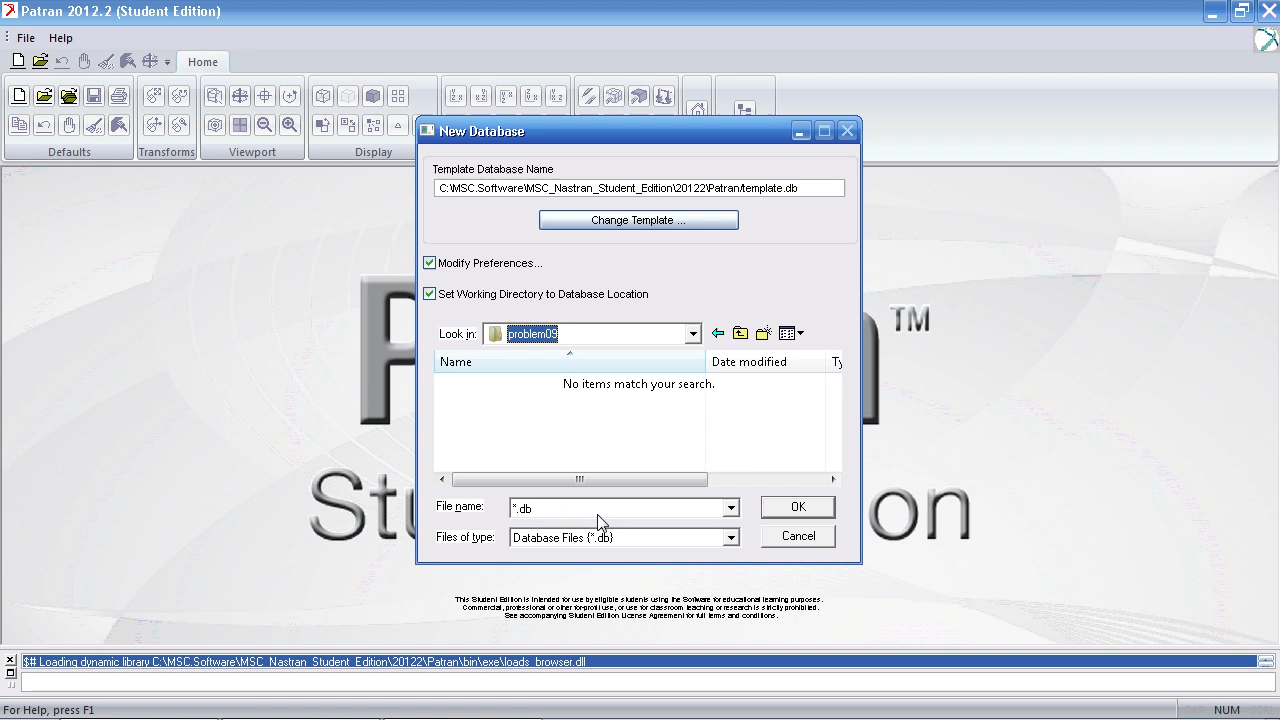 Patran 2012.2 (Student Edition)
File Help
Home
Defaults Transforms Viewport Display
New Database
Template Database Name
C:\MSC.Software\MSC_Nastran_Student_Edition\20122\Patran/template.db
Change Template ...
Modify Preferences...
Set Working Directory to Database Location
Look in: problem09
Name Date modified Ty
No items match your search.
File name: *.db OK
Files of type: Database Files (*.db) Cancel
TM
This Student Edition is intended for use by eligible students using the Software for educational learning purposes.
Commercial, professional or other for-profit use, or use for classroom teaching or research is strictly prohibited.
See accompanying Student Edition License Agreement for full terms and conditions.
$# Loading dynamic library C:\MSC.Software\MSC_Nastran_Student_Edition\20122\Patran\bin\exe\loads_browser.dll
For Help, press F1 NUM